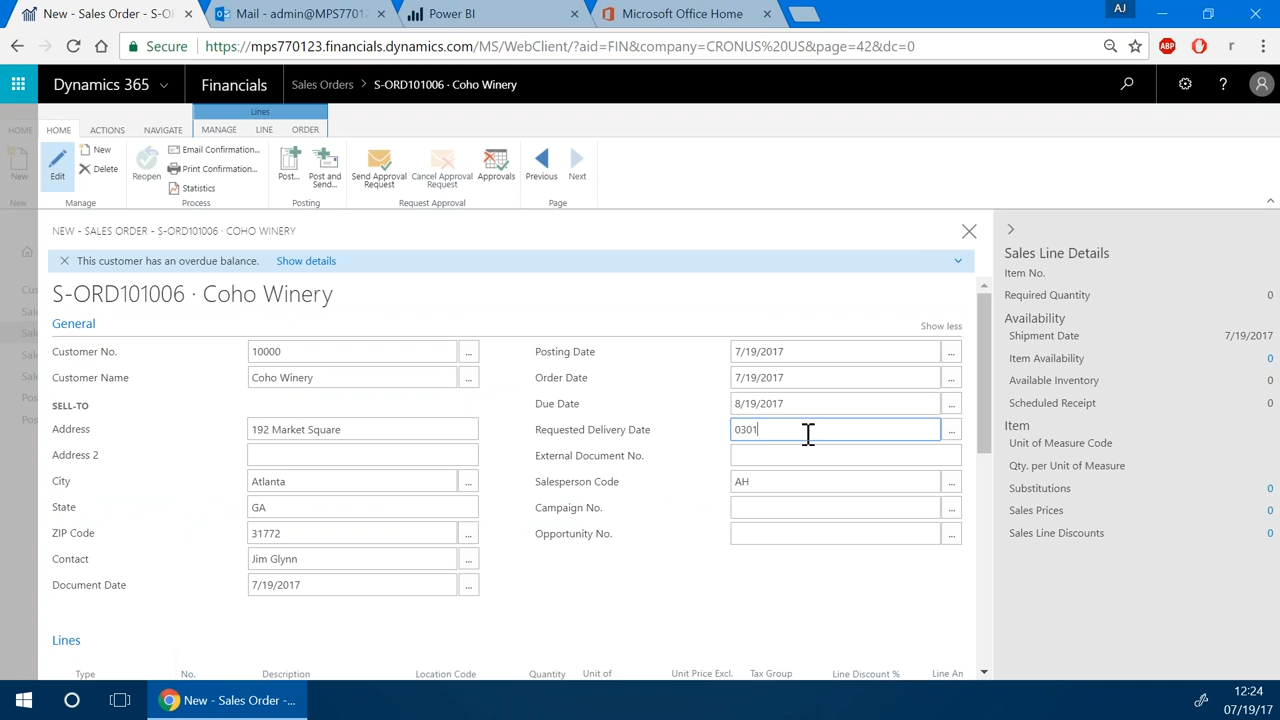 New - Sales Order - S-OF
Mail - admin@MPS7701
Power BI
Microsoft Office Home
AJ
Secure
https://mps770123.financials.dynamics.com/MS/WebClient/?aid=FIN&company=CRONUS%20US&page=42&dc=0
ABP
r
Dynamics 365
Financials
Sales Orders > S-ORD101006 · Coho Winery
?
Lines
HOME
HOME
ACTIONS
NAVIGATE
MANAGE
LINE
ORDER
New
New
Edit
New
Delete
Manage
Reopen
Email Confirmation...
Print Confirmation...
Statistics
Process
Post...
Post and Send...
Posting
Send Approval Request
Cancel Approval Request
Approvals
Request Approval
Previous
Next
Page
NEW - SALES ORDER - S-ORD101006 · COHO WINERY
This customer has an overdue balance. Show details
S-ORD101006 · Coho Winery
General
Show less
Customer No. 10000 ...
Customer Name Coho Winery ...
SELL-TO
Address 192 Market Square
Address 2
City Atlanta ...
State GA
ZIP Code 31772 ...
Contact Jim Glynn ...
Document Date 7/19/2017 ...
Posting Date 7/19/2017 ...
Order Date 7/19/2017 ...
Due Date 8/19/2017 ...
Requested Delivery Date 0301 ...
External Document No.
Salesperson Code AH ...
Campaign No. ...
Opportunity No. ...
Lines
Type No. Description Location Code Quantity Unit of Unit Price Excl. Tax Group Line Discount % Line An
Sales Line Details
Item No.
Required Quantity 0
Availability
Shipment Date 7/19/2017
Item Availability 0
Available Inventory 0
Scheduled Receipt 0
Item
Unit of Measure Code
Qty. per Unit of Measure
Substitutions 0
Sales Prices 0
Sales Line Discounts 0
New - Sales Order -...
12:24
07/19/17